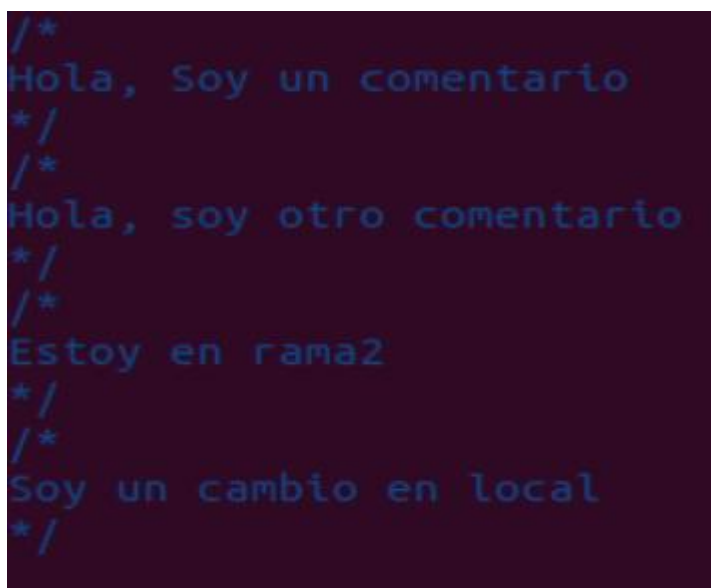 /*
Hola, Soy un comentario
*/
/*
Hola, soy otro comentario
*/
/*
Estoy en rama2
*/
/*
Soy un cambio en local
*/